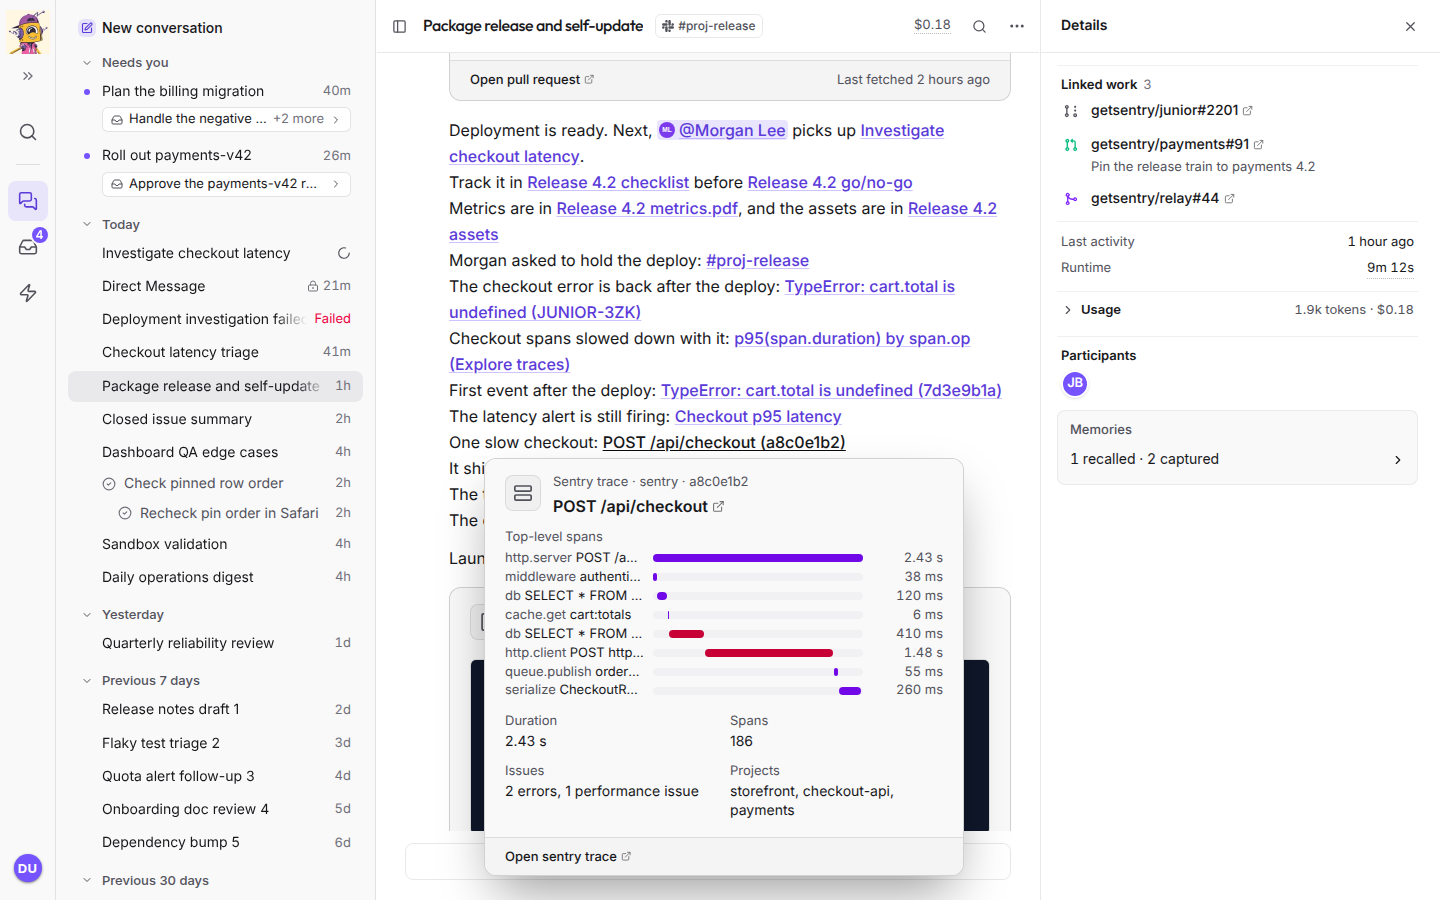 New conversation
Needs you
Plan the billing migration 40m
Handle the negative ... +2 more
Roll out payments-v42 26m
Approve the payments-v42 r...
Today
Investigate checkout latency
Direct Message 21m
Deployment investigation failed Failed
Checkout latency triage 41m
Package release and self-update 1h
Closed issue summary 2h
Dashboard QA edge cases 4h
Check pinned row order 2h
Recheck pin order in Safari 2h
Sandbox validation 4h
Daily operations digest 4h
Yesterday
Quarterly reliability review 1d
Previous 7 days
Release notes draft 1 2d
Flaky test triage 2 3d
Quota alert follow-up 3 4d
Onboarding doc review 4 5d
Dependency bump 5 6d
Previous 30 days
4
DU
Package release and self-update #proj-release $0.18
Open pull request Last fetched 2 hours ago
Deployment is ready. Next, ML @Morgan Lee picks up Investigate
checkout latency.
Track it in Release 4.2 checklist before Release 4.2 go/no-go
Metrics are in Release 4.2 metrics.pdf, and the assets are in Release 4.2
assets
Morgan asked to hold the deploy: #proj-release
The checkout error is back after the deploy: TypeError: cart.total is
undefined (JUNIOR-3ZK)
Checkout spans slowed down with it: p95(span.duration) by span.op
(Explore traces)
First event after the deploy: TypeError: cart.total is undefined (7d3e9b1a)
The latency alert is still firing: Checkout p95 latency
One slow checkout: POST /api/checkout (a8c0e1b2)
It shi
The
The
Laun
Sentry trace · sentry · a8c0e1b2
POST /api/checkout
Top-level spans
http.server POST /a... 2.43 s
middleware authenti... 38 ms
db SELECT * FROM ... 120 ms
cache.get cart:totals 6 ms
db SELECT * FROM ... 410 ms
http.client POST http... 1.48 s
queue.publish order... 55 ms
serialize CheckoutR... 260 ms
Duration Spans
2.43 s 186
Issues Projects
2 errors, 1 performance issue storefront, checkout-api,
payments
Open sentry trace
Details
Linked work 3
getsentry/junior#2201
getsentry/payments#91
Pin the release train to payments 4.2
getsentry/relay#44
Last activity 1 hour ago
Runtime 9m 12s
Usage 1.9k tokens · $0.18
Participants
JB
Memories
1 recalled · 2 captured